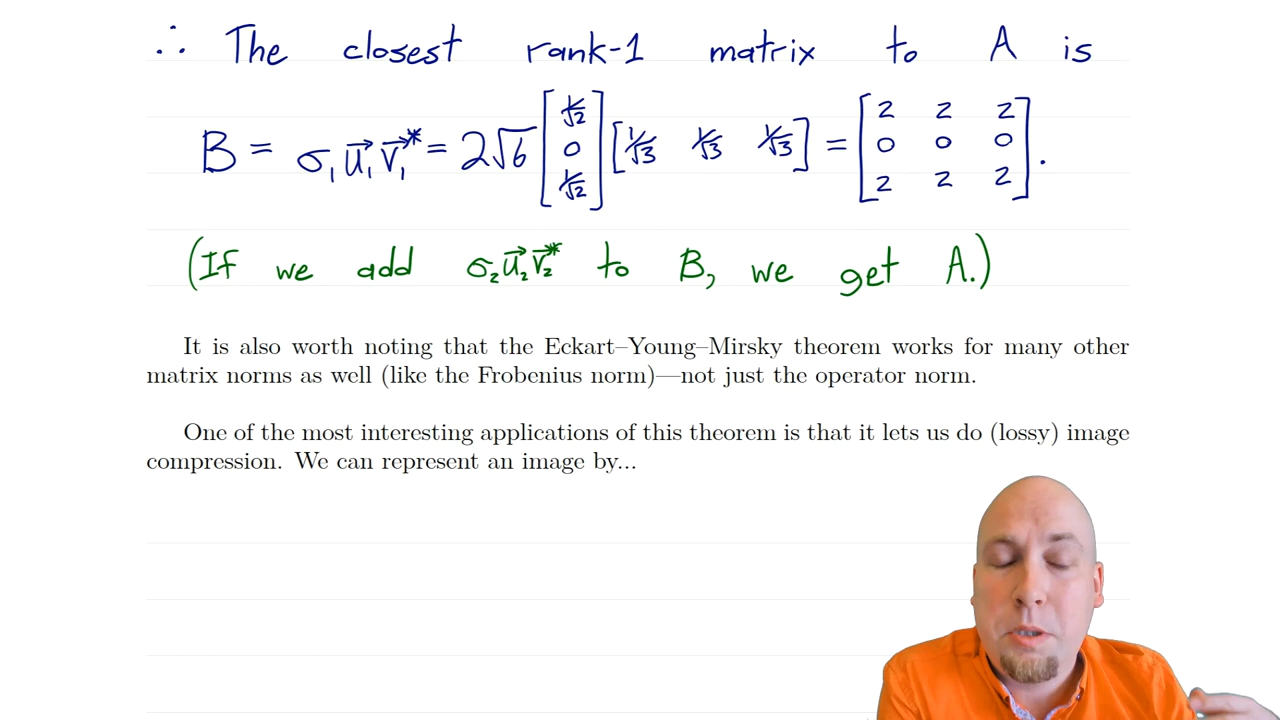 ∴ The closest rank-1 matrix to A is
B = σ₁u⃗₁v⃗₁* = 2√6 [1/√2 0 1/√2] [1/√3 1/√3 1/√3] = [2 2 2; 0 0 0; 2 2 2].
(If we add σ₂u⃗₂v⃗₂* to B, we get A.)
It is also worth noting that the Eckart–Young–Mirsky theorem works for many other
matrix norms as well (like the Frobenius norm)—not just the operator norm.
One of the most interesting applications of this theorem is that it lets us do (lossy) image
compression. We can represent an image by...